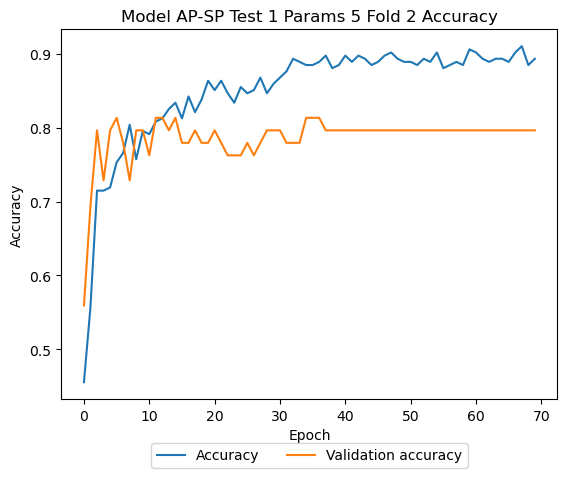 Model AP-SP Test 1 Params 5 Fold 2 Accuracy
Accuracy
0.9
0.8
0.7
0.6
0.5
0 10 20 30 40 50 60 70
Epoch
Accuracy Validation accuracy